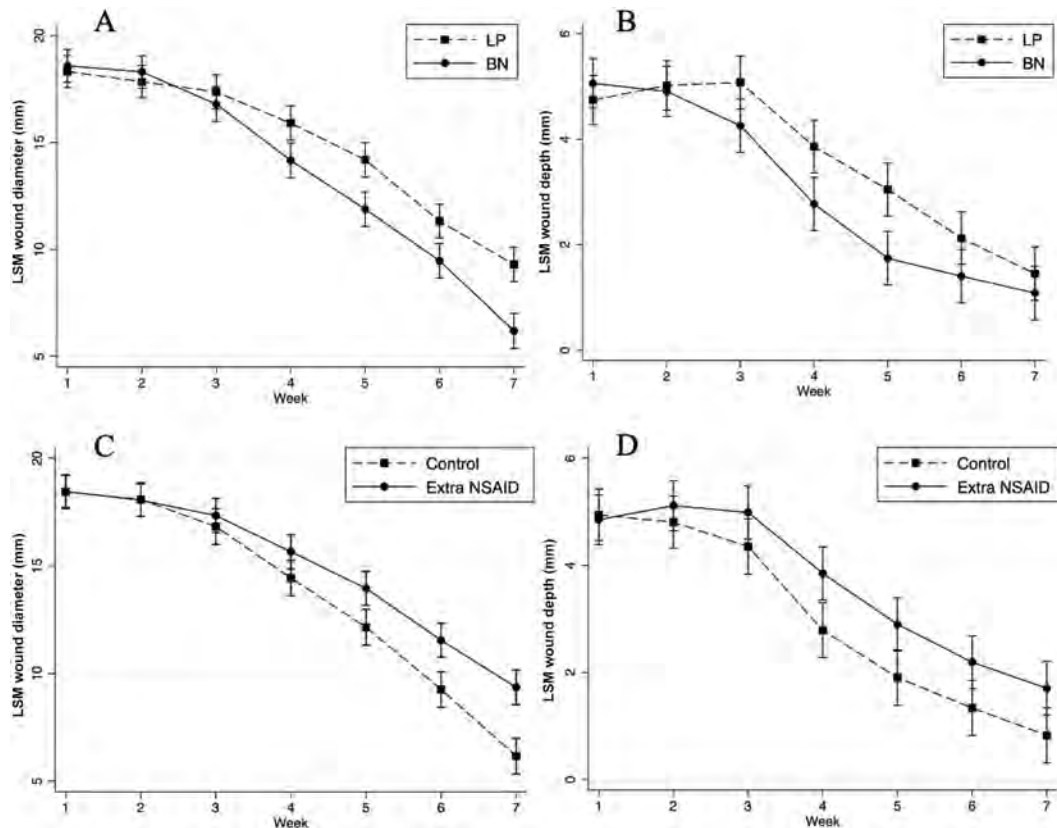 A
LP
BN
LSM wound diameter (mm)
20
15
10
5
1 2 3 4 5 6 7
Week
B
LP
BN
LSM wound depth (mm)
6
4
2
0
1 2 3 4 5 6 7
Week
C
Control
Extra NSAID
LSM wound diameter (mm)
20
15
10
5
1 2 3 4 5 6 7
Week
D
Control
Extra NSAID
LSM wound depth (mm)
6
4
2
0
1 2 3 4 5 6 7
Week